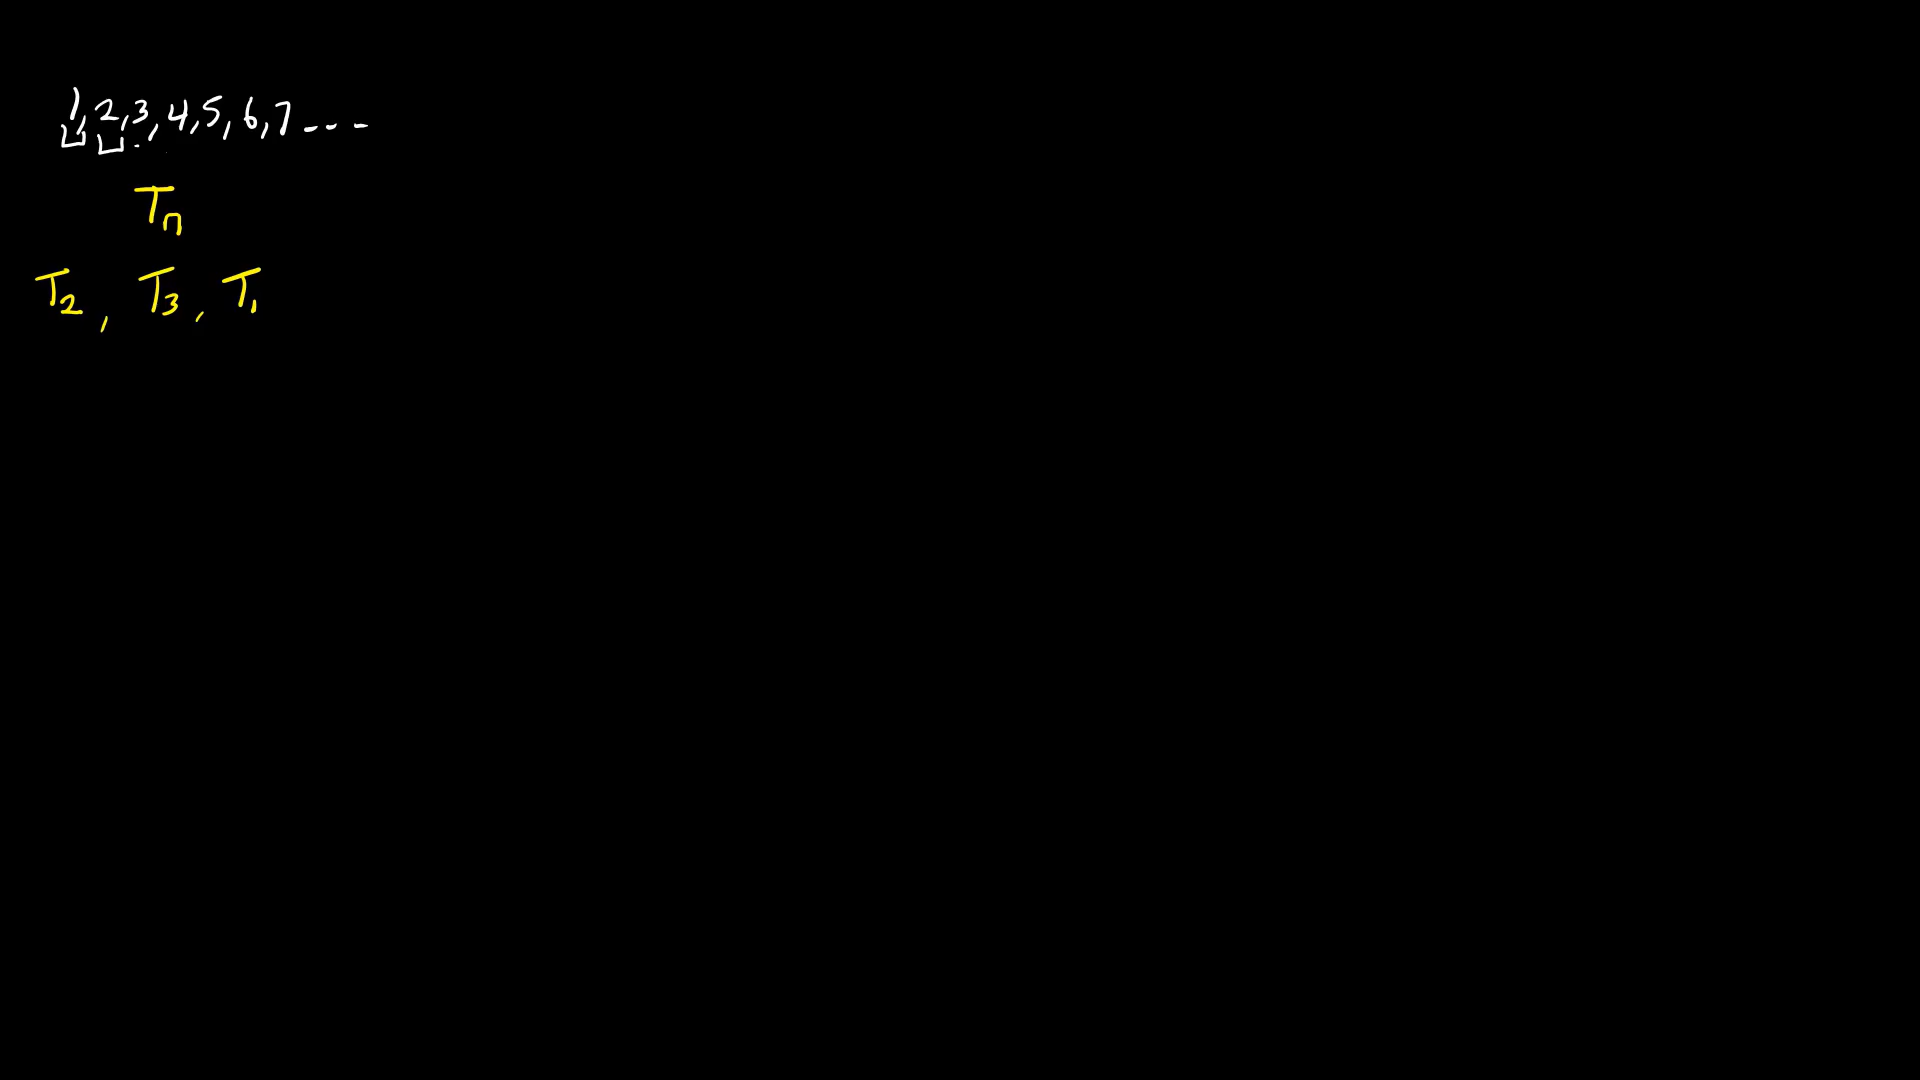 1, 2, 3, 4, 5, 6, 7 ---
Tn
T2, T3, T1